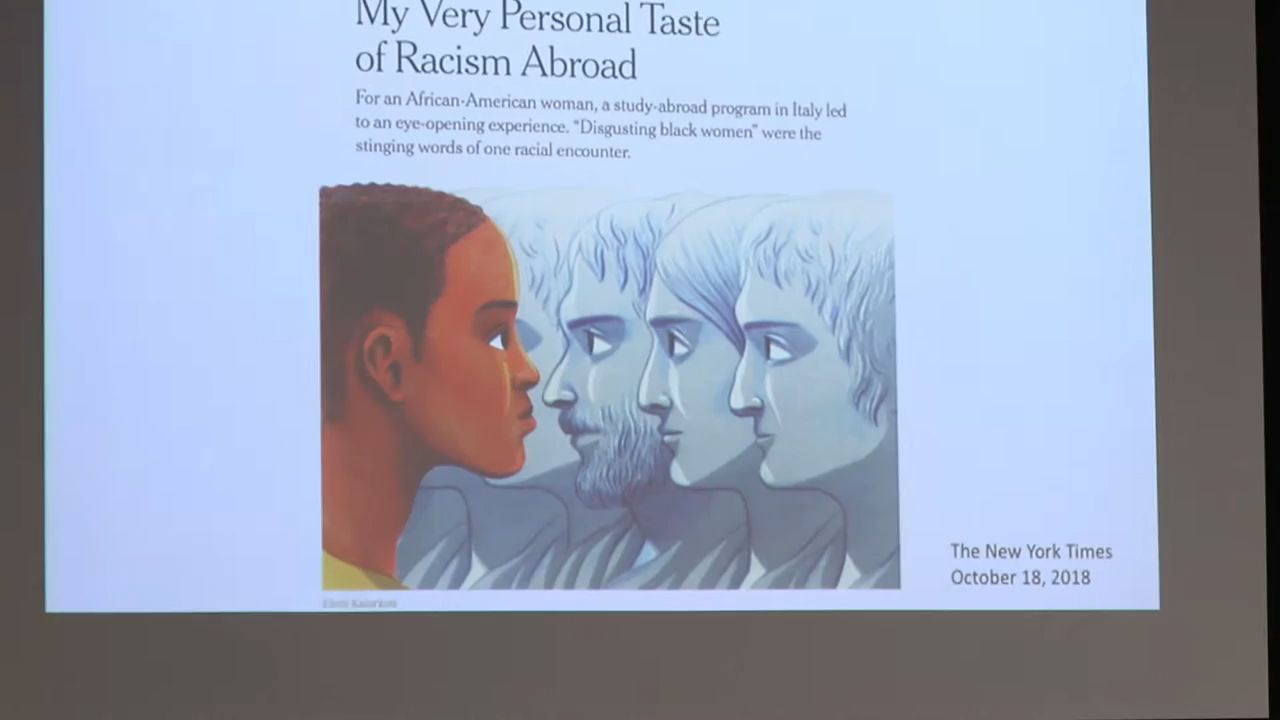 My Very Personal Taste
of Racism Abroad
For an African-American woman, a study-abroad program in Italy led
to an eye-opening experience. "Disgusting black women" were the
stinging words of one racial encounter.
The New York Times
October 18, 2018